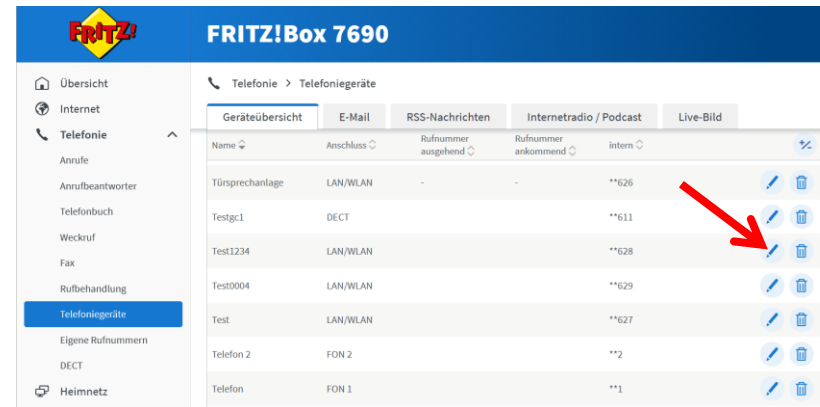 FRITZ!
FRITZ!Box 7690
Übersicht
Internet
Telefonie
Anrufe
Anrufbeantworter
Telefonbuch
Weckruf
Fax
Rufbehandlung
Telefoniegeräte
Eigene Rufnummern
DECT
Heimnetz
Telefonie > Telefoniegeräte
Geräteübersicht E-Mail RSS-Nachrichten Internetradio / Podcast Live-Bild
Name Anschluss Rufnummer ausgehend Rufnummer ankommend intern
Türsprechanlage LAN/WLAN - - **626
Testgc1 DECT **611
Test1234 LAN/WLAN **628
Test0004 LAN/WLAN **629
Test LAN/WLAN **627
Telefon 2 FON 2 **2
Telefon FON 1 **1